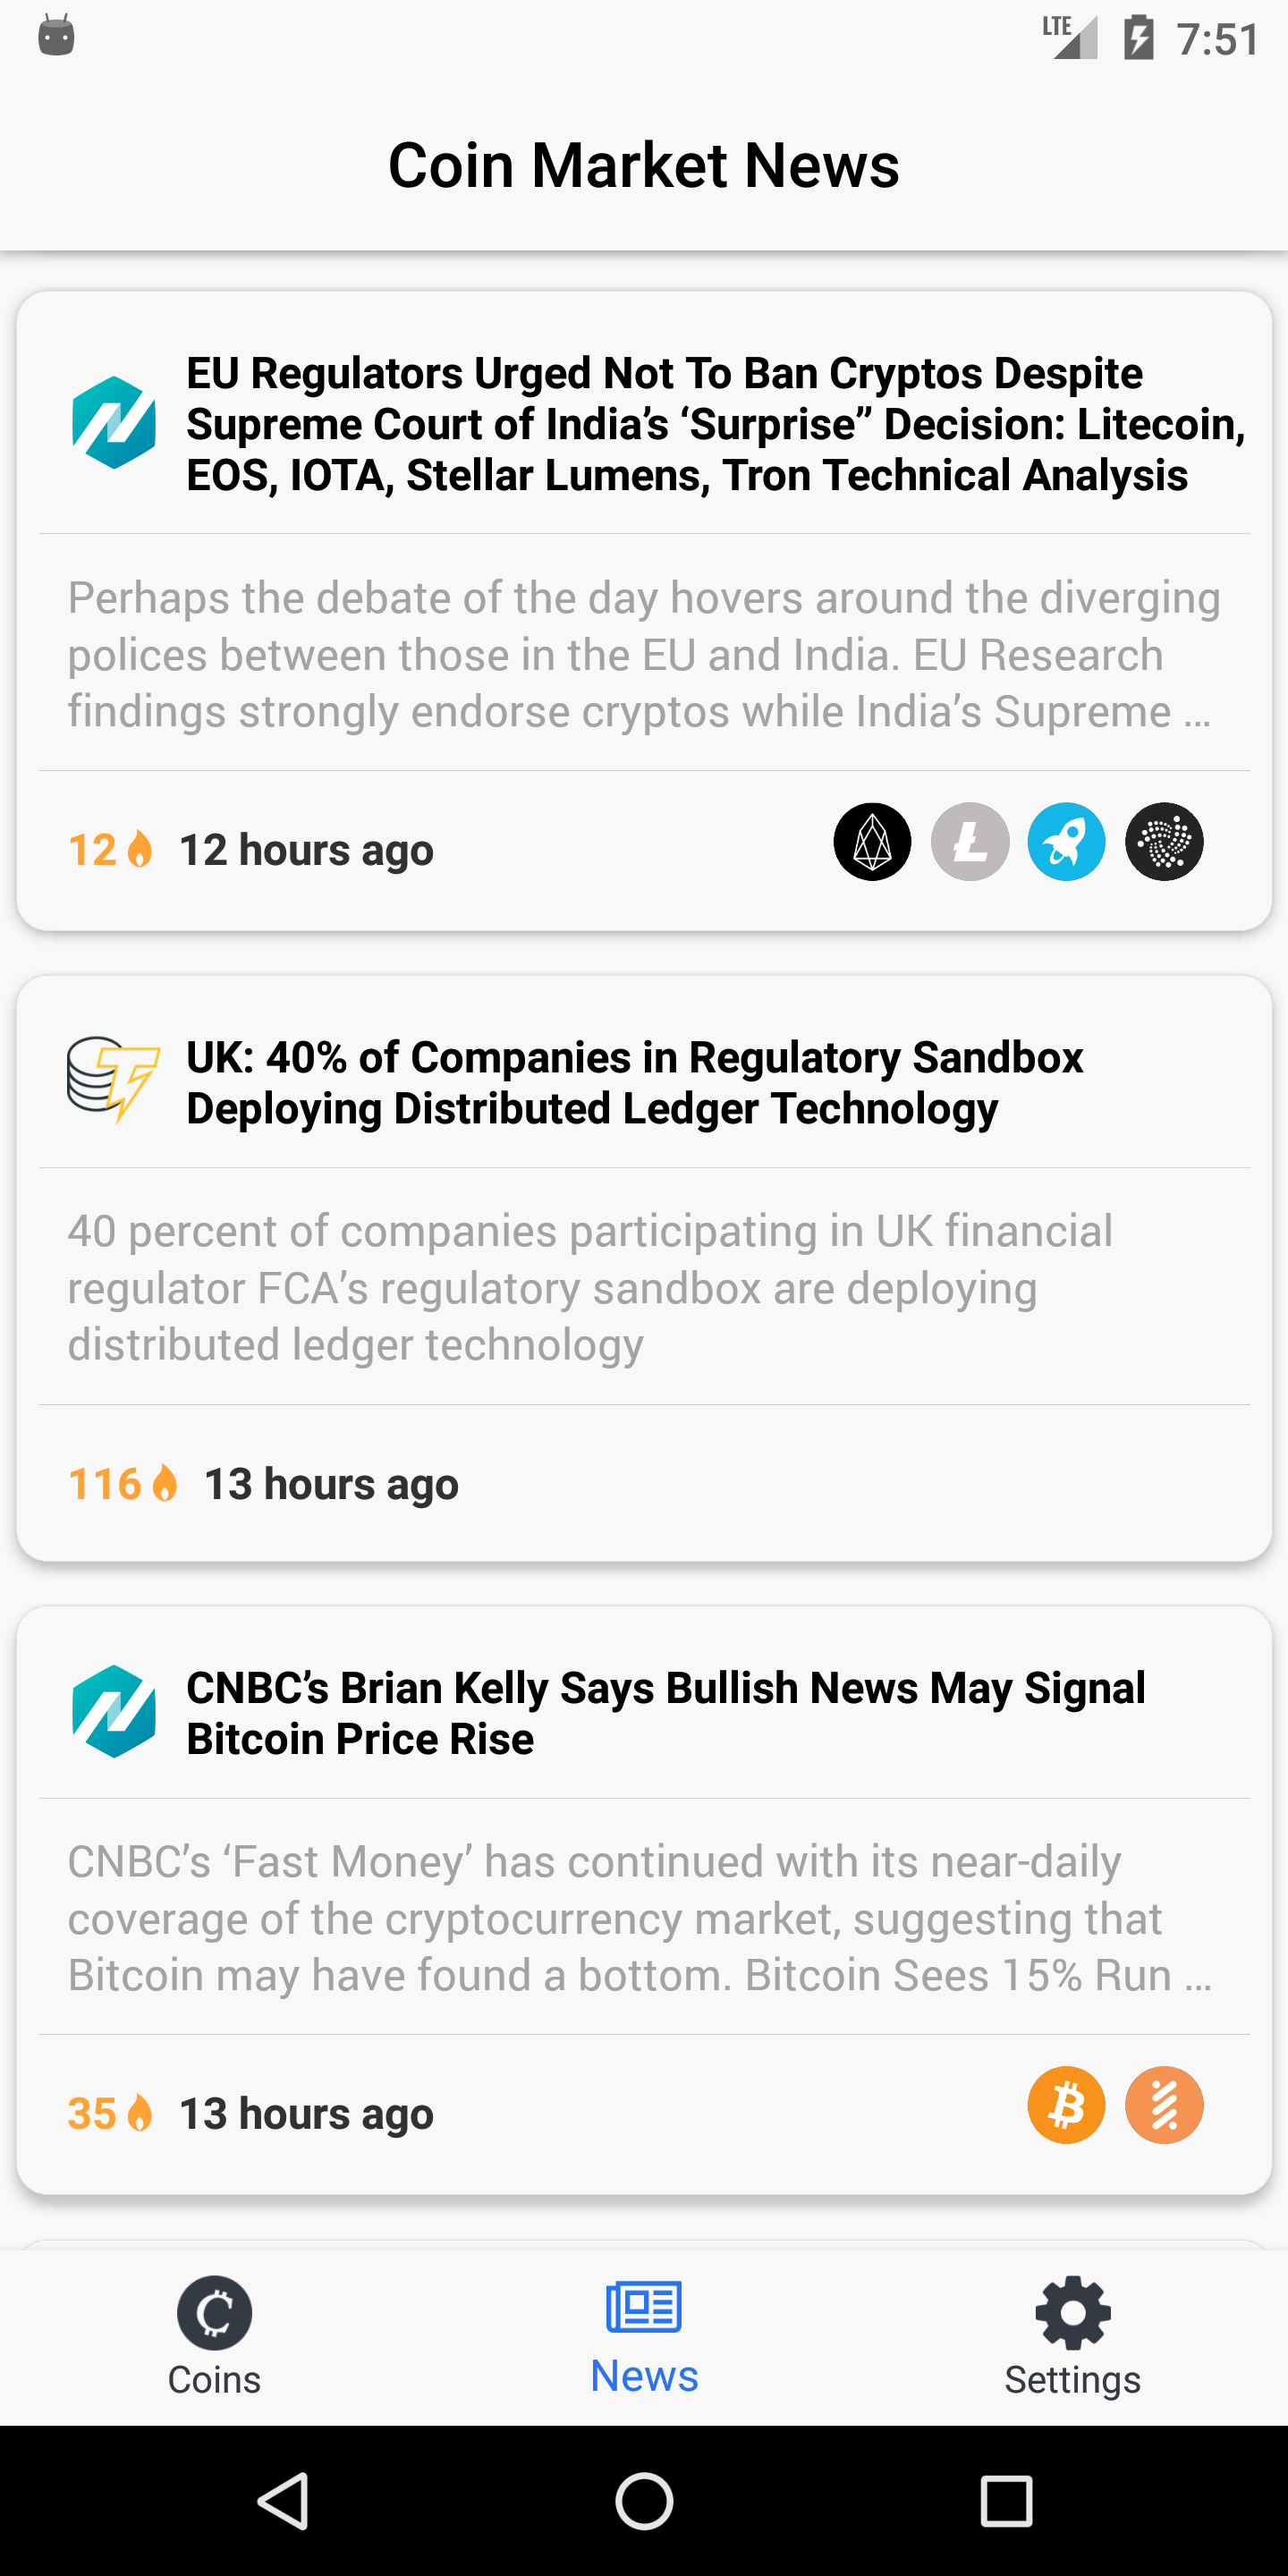 LTE 7:51
Coin Market News
EU Regulators Urged Not To Ban Cryptos Despite
Supreme Court of India’s ‘Surprise” Decision: Litecoin,
EOS, IOTA, Stellar Lumens, Tron Technical Analysis
Perhaps the debate of the day hovers around the diverging
polices between those in the EU and India. EU Research
findings strongly endorse cryptos while India’s Supreme ...
12 12 hours ago
UK: 40% of Companies in Regulatory Sandbox
Deploying Distributed Ledger Technology
40 percent of companies participating in UK financial
regulator FCA’s regulatory sandbox are deploying
distributed ledger technology
116 13 hours ago
CNBC’s Brian Kelly Says Bullish News May Signal
Bitcoin Price Rise
CNBC’s ‘Fast Money’ has continued with its near-daily
coverage of the cryptocurrency market, suggesting that
Bitcoin may have found a bottom. Bitcoin Sees 15% Run ...
35 13 hours ago
Coins News Settings